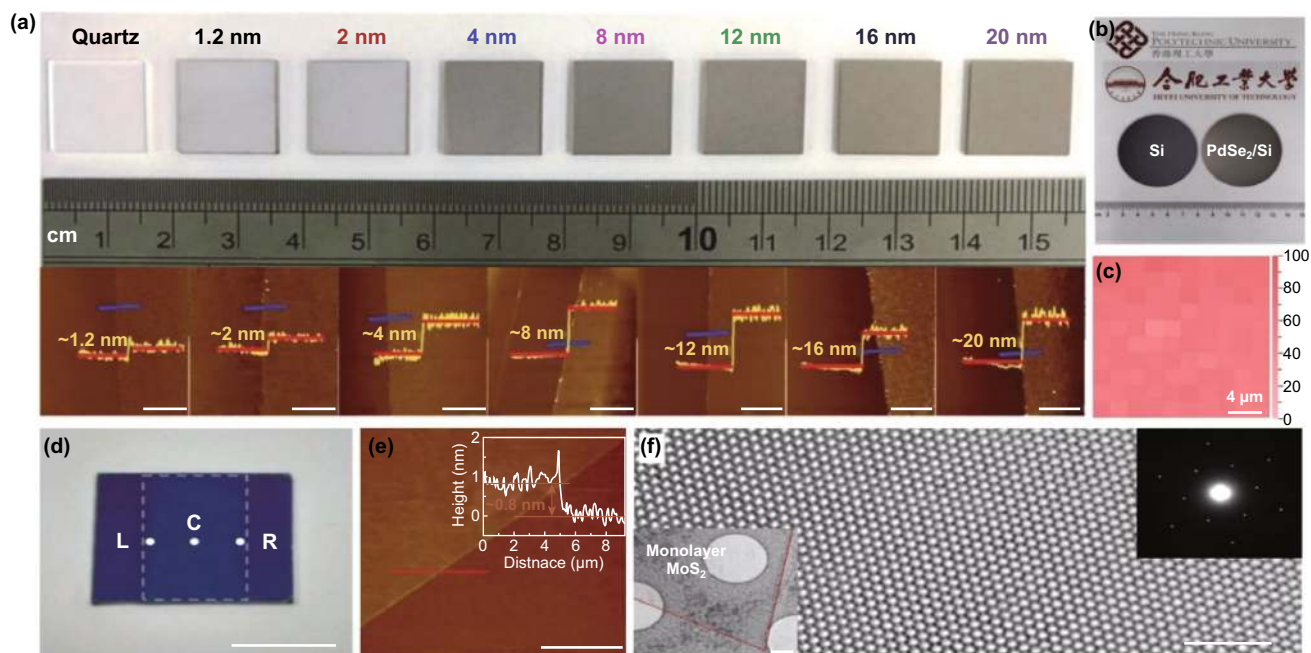 (a)
Quartz 1.2 nm 2 nm 4 nm 8 nm 12 nm 16 nm 20 nm
cm 1 2 3 4 5 6 7 8 9 10 11 12 13 14 15
~1.2 nm ~2 nm ~4 nm ~8 nm ~12 nm ~16 nm ~20 nm
(b)
THE HONG KONG
POLYTECHNIC UNIVERSITY
香港理工大學
合肥工業大學
HEFEI UNIVERSITY OF TECHNOLOGY
Si PdSe₂/Si
(c)
100
80
60
40
20
0
4 µm
(d)
L C R
(e)
Height (nm)
2
1
0
~0.8 nm
0 2 4 6 8
Distnace (µm)
(f)
Monolayer
MoS₂